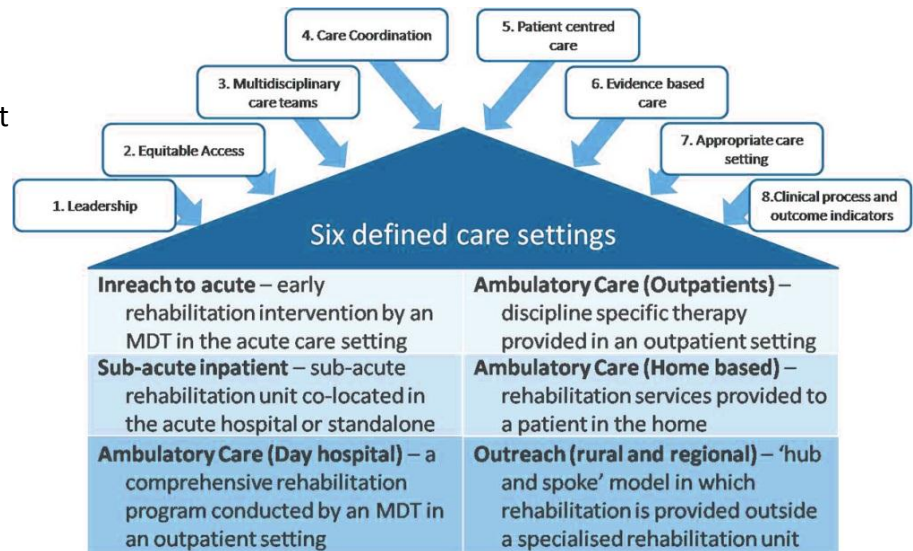 t
1. Leadership
2. Equitable Access
3. Multidisciplinary
care teams
4. Care Coordination
5. Patient centred
care
6. Evidence based
care
7. Appropriate care
setting
8.Clinical process and
outcome indicators
Six defined care settings
Inreach to acute – early
rehabilitation intervention by an
MDT in the acute care setting
Sub-acute inpatient – sub-acute
rehabilitation unit co-located in
the acute hospital or standalone
Ambulatory Care (Day hospital) – a
comprehensive rehabilitation
program conducted by an MDT in
an outpatient setting
Ambulatory Care (Outpatients) –
discipline specific therapy
provided in an outpatient setting
Ambulatory Care (Home based) –
rehabilitation services provided to
a patient in the home
Outreach (rural and regional) – ‘hub
and spoke’ model in which
rehabilitation is provided outside
a specialised rehabilitation unit